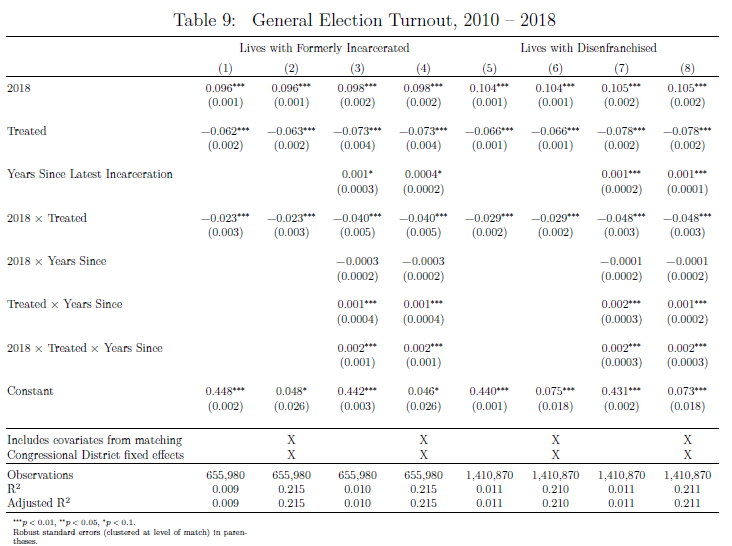 Table 9: General Election Turnout, 2010 – 2018
Lives with Formerly Incarcerated Lives with Disenfranchised
(1) (2) (3) (4) (5) (6) (7) (8)
2018 0.096*** 0.096*** 0.098*** 0.098*** 0.104*** 0.104*** 0.105*** 0.105***
(0.001) (0.001) (0.002) (0.002) (0.001) (0.001) (0.002) (0.002)
Treated −0.062*** −0.063*** −0.073*** −0.073*** −0.066*** −0.066*** −0.078*** −0.078***
(0.002) (0.002) (0.004) (0.004) (0.001) (0.001) (0.002) (0.002)
Years Since Latest Incarceration 0.001* 0.0004* 0.001*** 0.001***
(0.0003) (0.0002) (0.0002) (0.0001)
2018 × Treated −0.023*** −0.023*** −0.040*** −0.040*** −0.029*** −0.029*** −0.048*** −0.048***
(0.003) (0.003) (0.005) (0.005) (0.002) (0.002) (0.003) (0.003)
2018 × Years Since −0.0003 −0.0003 −0.0001 −0.0001
(0.0002) (0.0002) (0.0002) (0.0002)
Treated × Years Since 0.001*** 0.001*** 0.002*** 0.001***
(0.0004) (0.0004) (0.0003) (0.0002)
2018 × Treated × Years Since 0.002*** 0.002*** 0.002*** 0.002***
(0.001) (0.001) (0.0003) (0.0003)
Constant 0.448*** 0.048* 0.442*** 0.046* 0.440*** 0.075*** 0.431*** 0.073***
(0.002) (0.026) (0.003) (0.026) (0.001) (0.018) (0.002) (0.018)
Includes covariates from matching X X X X
Congressional District fixed effects X X X X
Observations 655,980 655,980 655,980 655,980 1,410,870 1,410,870 1,410,870 1,410,870
R² 0.009 0.215 0.010 0.215 0.011 0.210 0.011 0.211
Adjusted R² 0.009 0.215 0.010 0.215 0.011 0.210 0.011 0.211
***p < 0.01, **p < 0.05, *p < 0.1.
Robust standard errors (clustered at level of match) in paren-
theses.